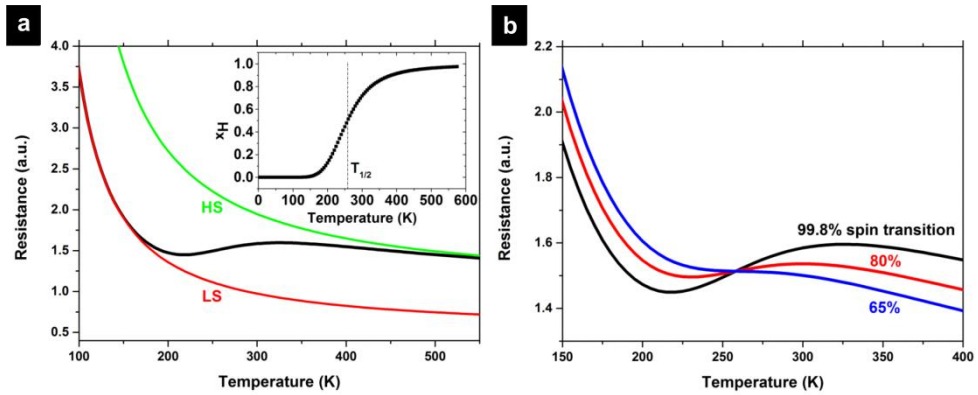 a
4.0
3.5
3.0
2.5
2.0
1.5
1.0
0.5
Resistance (a.u.)
100
200
300
400
500
Temperature (K)
HS
LS
1.0
0.8
0.6
0.4
0.2
0.0
xH
0 100 200 300 400 500 600
Temperature (K)
T1/2
b
2.2
2.0
1.8
1.6
1.4
Resistance (a.u.)
150
200
250
300
350
400
Temperature (K)
99.8% spin transition
80%
65%